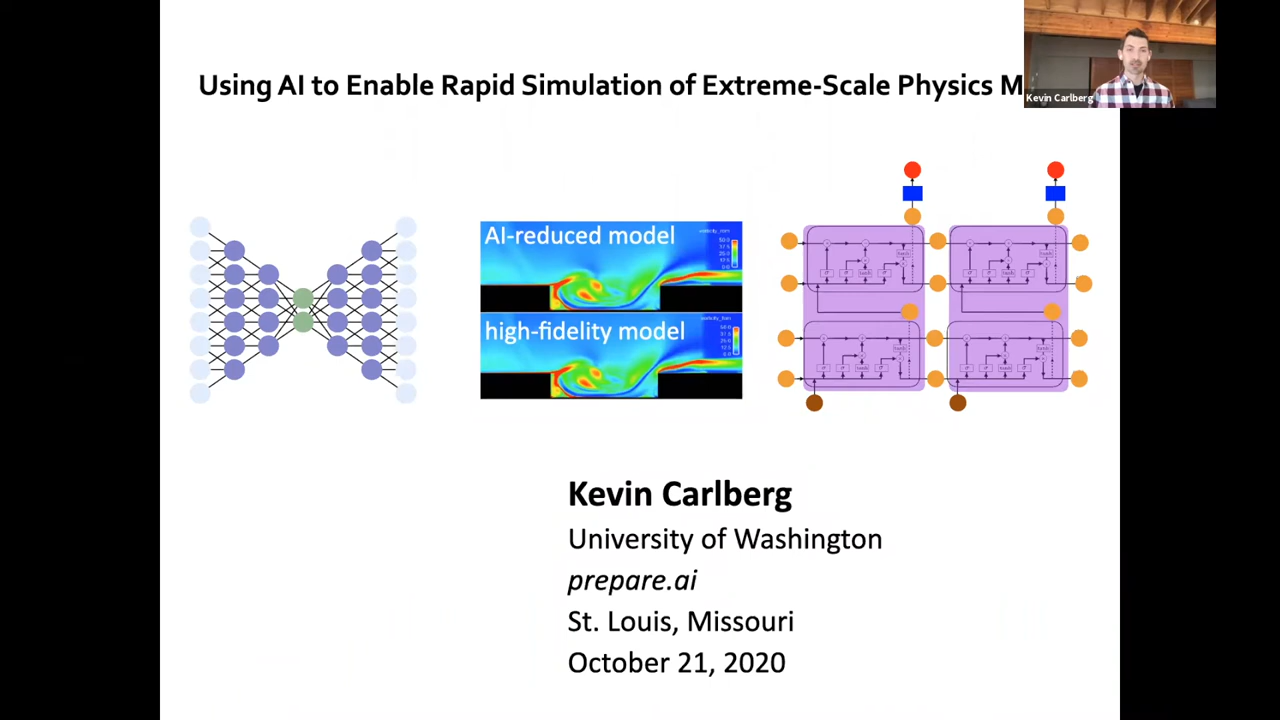 Using AI to Enable Rapid Simulation of Extreme-Scale Physics M
Kevin Carlberg
AI-reduced model
high-fidelity model
Kevin Carlberg
University of Washington
prepare.ai
St. Louis, Missouri
October 21, 2020